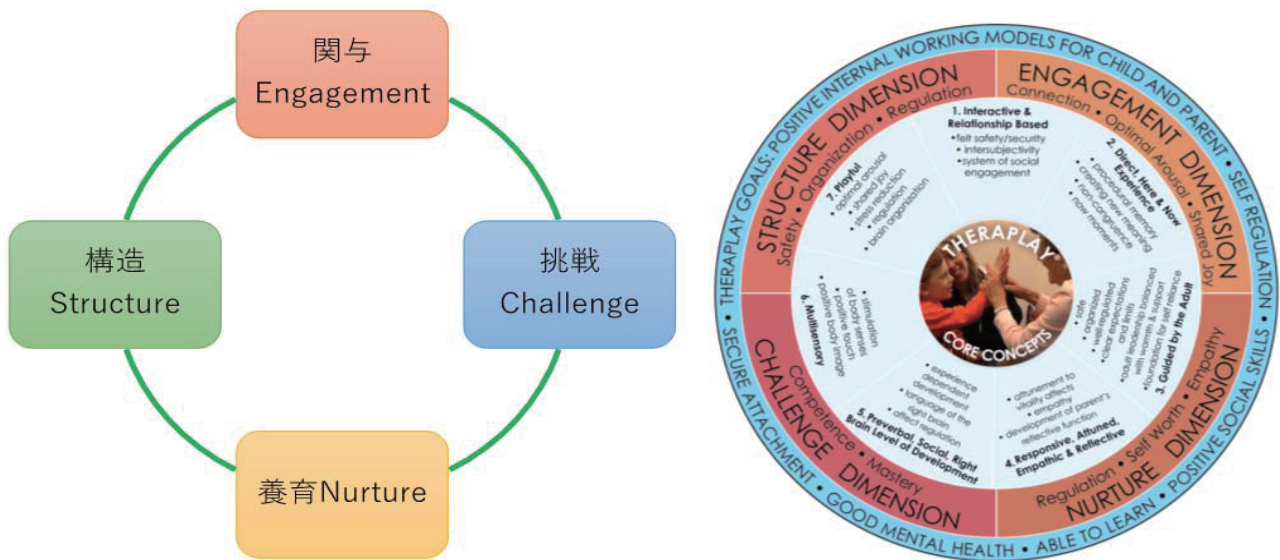 関与
Engagement
構造
Structure
挑戦
Challenge
養育Nurture
THERAPLAY GOALS: POSITIVE INTERNAL WORKING MODELS FOR CHILD AND PARENT • SELF REGULATION •
POSITIVE SOCIAL SKILLS •
ABLE TO LEARN •
GOOD MENTAL HEALTH •
SECURE ATTACHMENT •
STRUCTURE DIMENSION
Safety • Organization • Regulation
ENGAGEMENT DIMENSION
Connection • Optimal Arousal • Shared Joy
NURTURE DIMENSION
Regulation • Self Worth • Empathy
CHALLENGE DIMENSION
Competence • Mastery
1. Interactive &
Relationship Based
• felt safety/security
• intersubjectivity
• system of social
engagement
2. Direct, Here & Now
Experience
• procedural memory
• creating new meaning
• non-congruence
• now moments
• safe
• organized
• well-regulated
• clear expectations
and limits
• adult leadership balanced
with warmth & support
• foundation for self reliance
3. Guided by the Adult
• attunement to
vitality affects
• empathy
• development of parent's
reflective function
4. Responsive, Attuned,
Empathic & Reflective
• experience
dependent
development
• language of the
right brain
• affect regulation
5. Preverbal, Social, Right
Brain Level of Development
• stimulation
of body senses
• positive touch
• positive body image
6. Multisensory
7. Playful
• optimal arousal
• shared joy
• stress reduction
• regulation
• brain organization
THERAPLAY®
CORE CONCEPTS